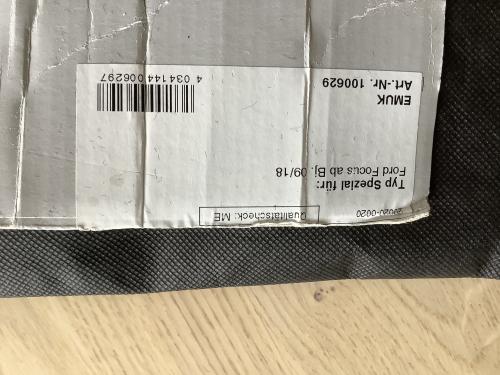 EMUK
Art.-Nr. 100629
4 034144 006297
Typ Spezial für:
Ford Focus ab Bj. 09/18
Qualitätscheck: ME